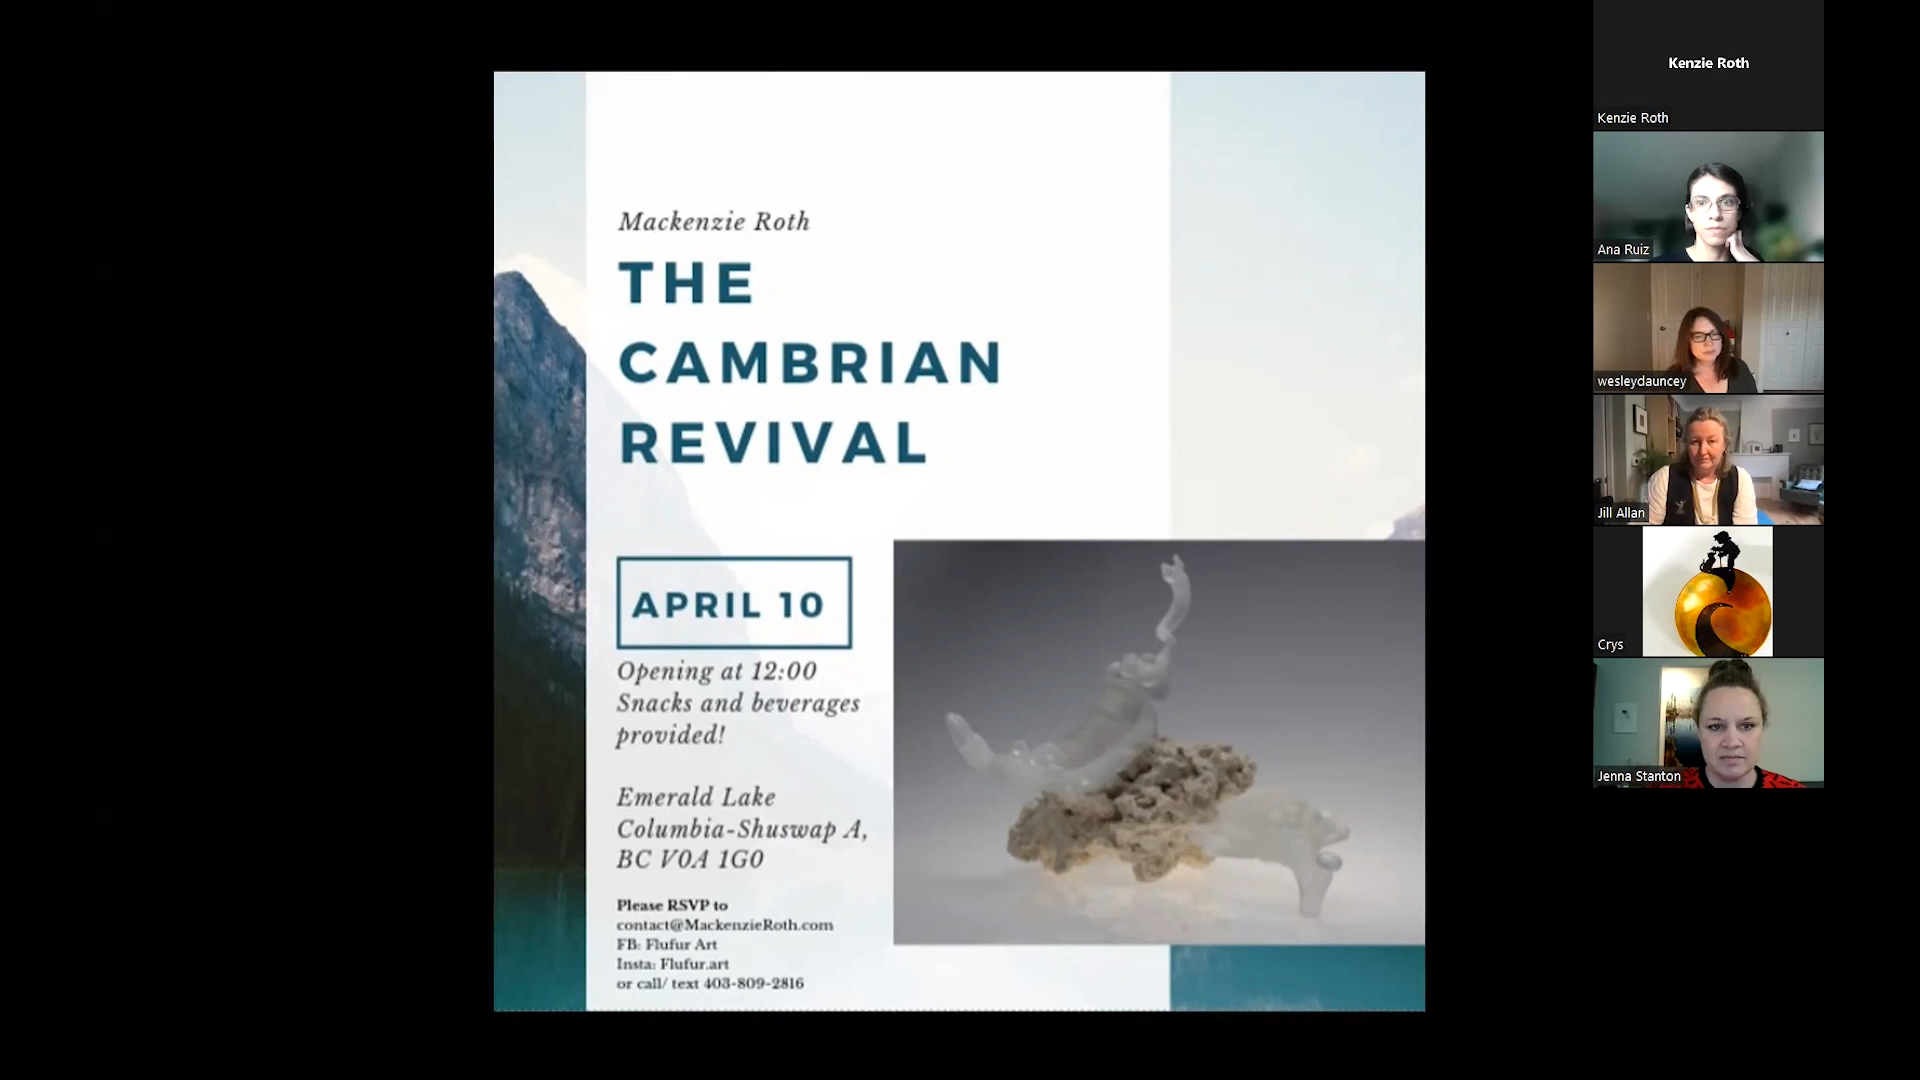 Mackenzie Roth
THE
CAMBRIAN
REVIVAL
APRIL 10
Opening at 12:00
Snacks and beverages
provided!
Emerald Lake
Columbia-Shuswap A,
BC V0A 1G0
Please RSVP to
contact@MackenzieRoth.com
FB: Flufur Art
Insta: Flufur.art
or call/ text 403-809-2816
Kenzie Roth
Kenzie Roth
Ana Ruiz
wesleydauncey
Jill Allan
Crys
Jenna Stanton